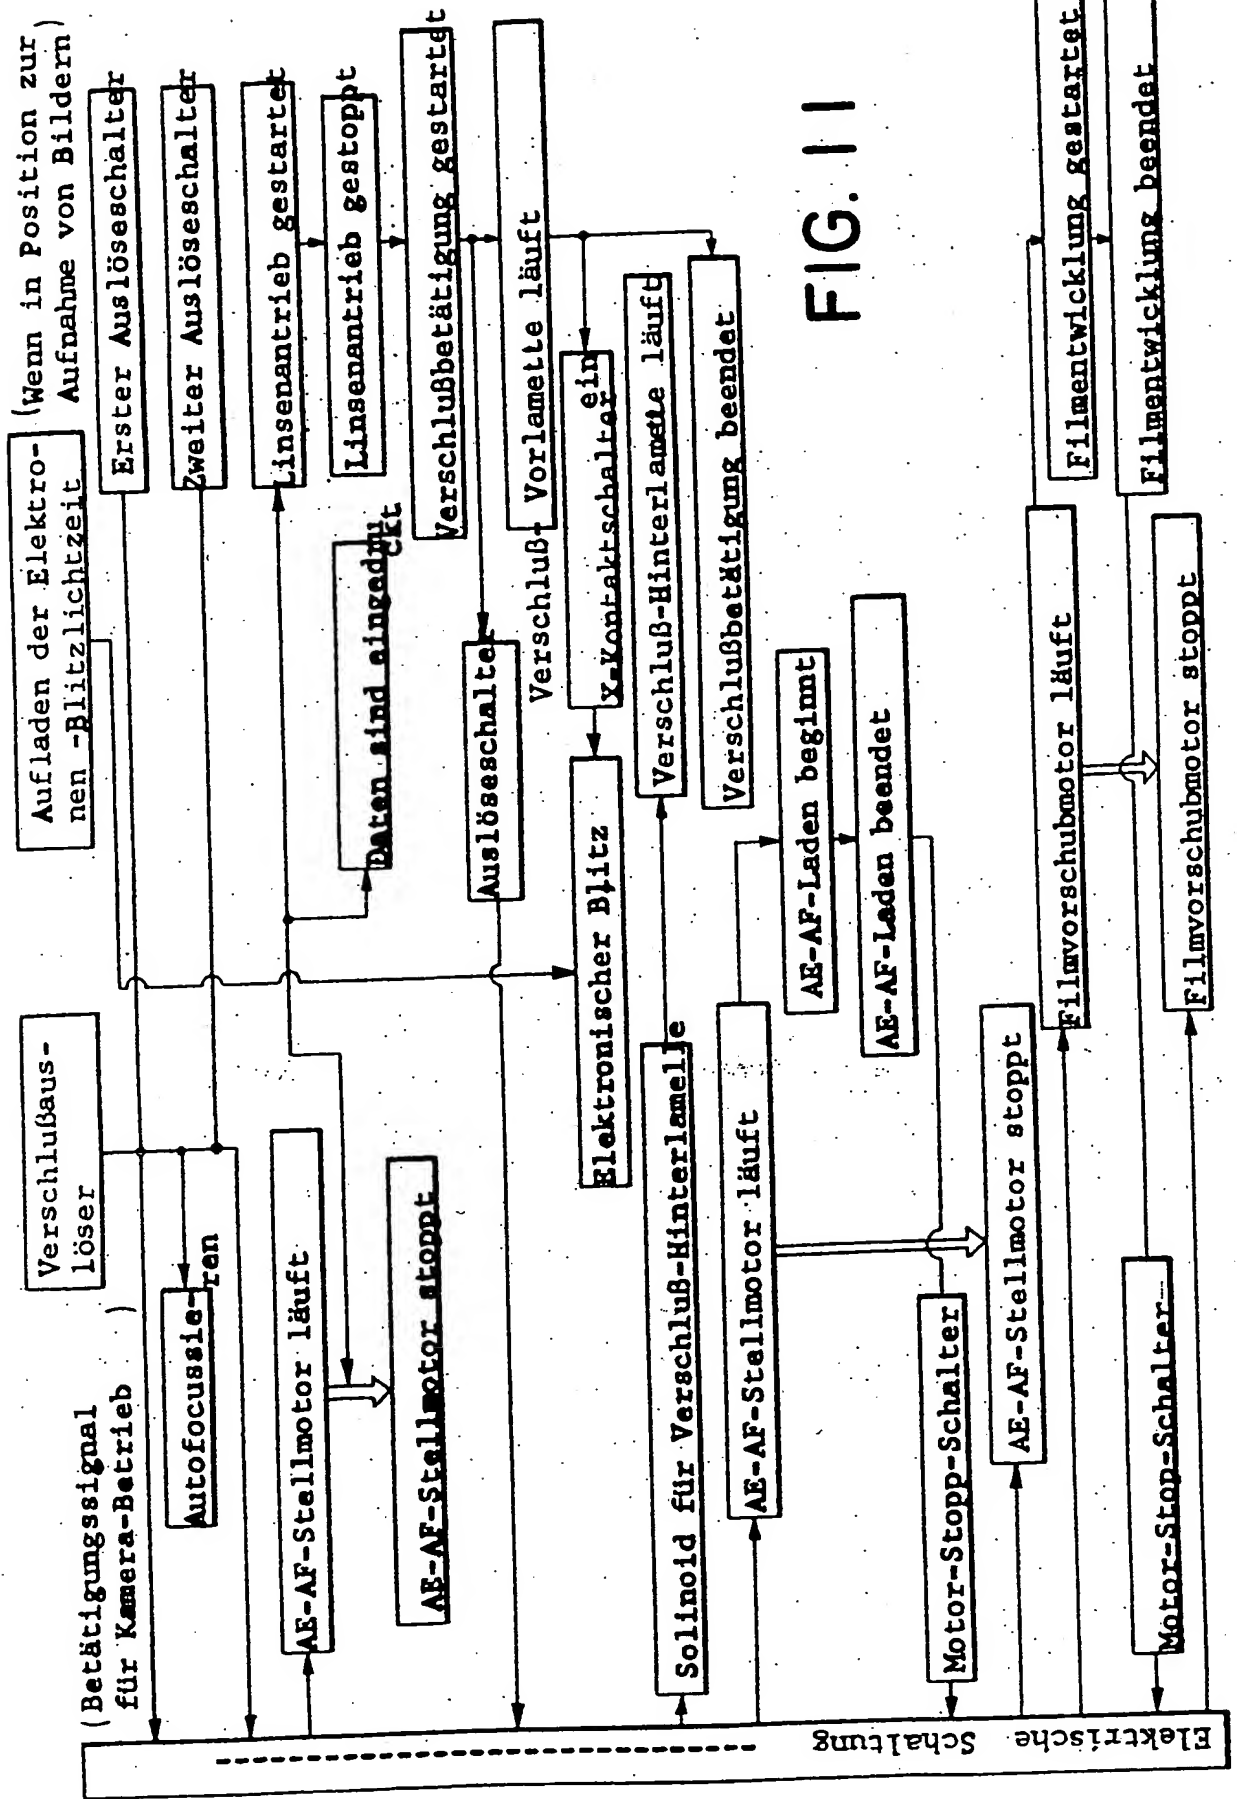 (Betätigungssignal
für Kamera-Betrieb )
Verschlußaus-
löser
Aufladen der Elektro-
nen -Blitzlichtzeit
(Wenn in Position zur
Aufnahme von Bildern)
Erster Auslöseschalter
Zweiter Auslöseschalter
Autofocussie-
ren
AE-AF-Stellmotor läuft
Linsenantrieb gestartet
Linsenantrieb gestoppt
AE-AF-Stellmotor stoppt
Daten sind eingedru
ckt
Verschlußbetätigung gestartet
Auslöseschalter
Verschluß- Vorlamette läuft
ein
X-Kontaktschalter
Elektronischer Blitz
Solinoid für Verschluß-Hinterlamelle
Verschluß-Hinterlamette läuft
Verschlußbetätigung beendet
AE-AF-Stellmotor läuft
AE-AF-Laden beginnt
AE-AF-Laden beendet
Motor-Stopp-Schalter
AE-AF-Stellmotor stoppt
Filmvorschubmotor läuft
Filmentwicklung gestartet
Filmentwicklung beendet
Motor-Stop-Schalter
Filmvorschubmotor stoppt
Elektrische Schaltung
FIG. 11